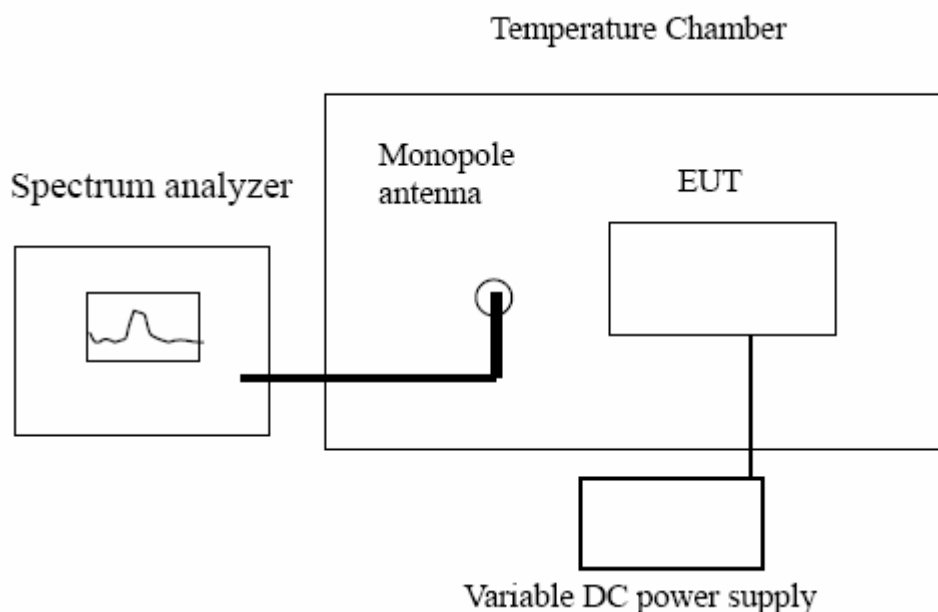 Temperature Chamber
Monopole
antenna
EUT
Spectrum analyzer
Variable DC power supply